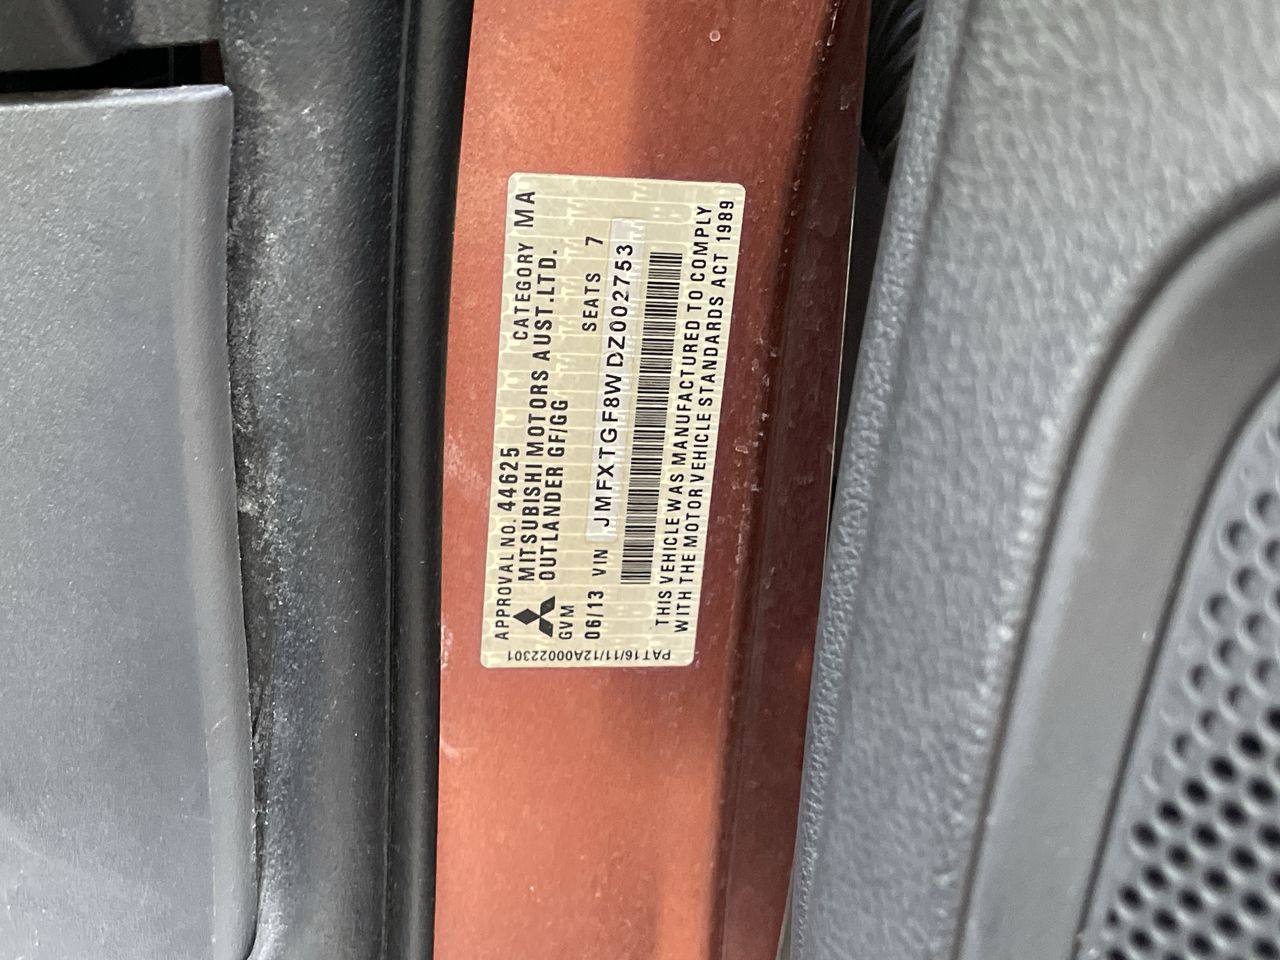 APPROVAL NO. 44625 CATEGORY MA
MITSUBISHI MOTORS AUST.LTD.
OUTLANDER GF/GG
GVM SEATS 7
06/13 VIN JMFXTGF8WDZ002753
THIS VEHICLE WAS MANUFACTURED TO COMPLY
WITH THE MOTOR VEHICLE STANDARDS ACT 1989
PAT16/11/12A00022301